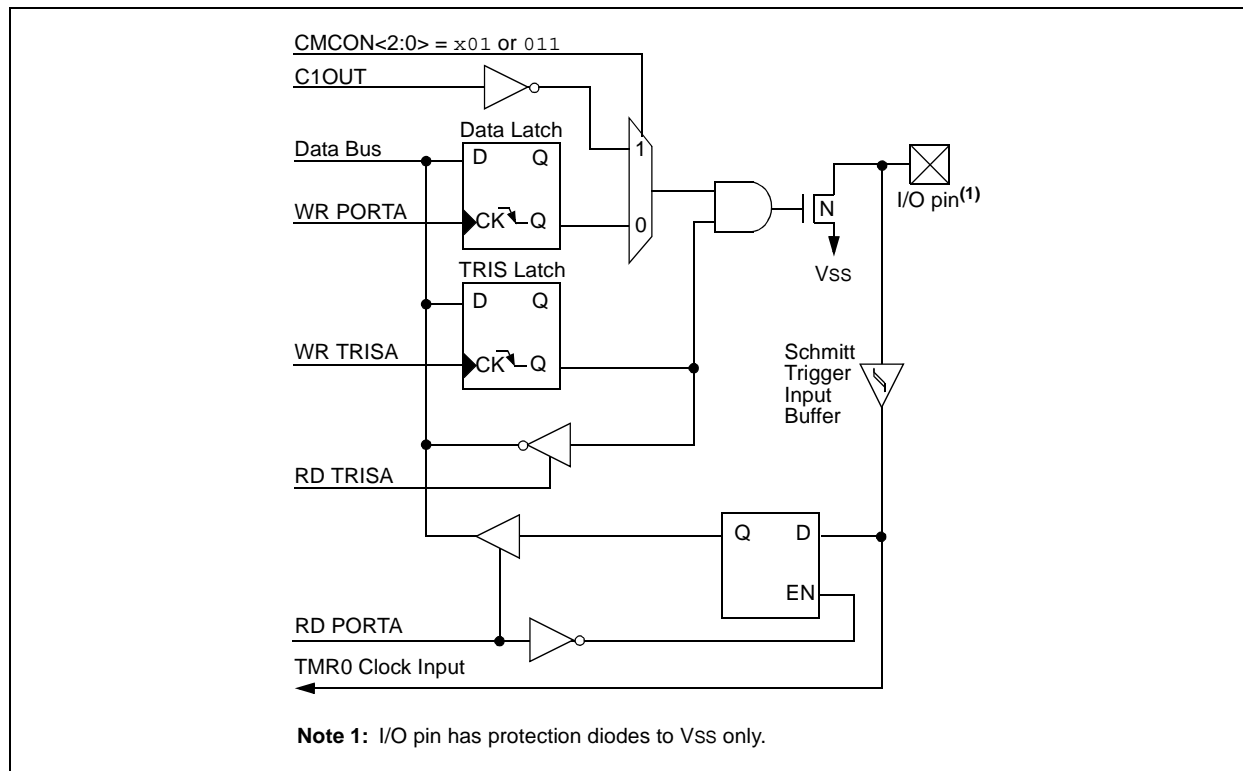 CMCON<2:0> = x01 or 011
C1OUT
Data Latch
Data Bus
D Q
1
I/O pin(1)
WR PORTA
CK Q
0
N
VSS
TRIS Latch
D Q
WR TRISA
CK Q
Schmitt
Trigger
Input
Buffer
RD TRISA
Q D
EN
RD PORTA
TMR0 Clock Input
Note 1: I/O pin has protection diodes to VSS only.